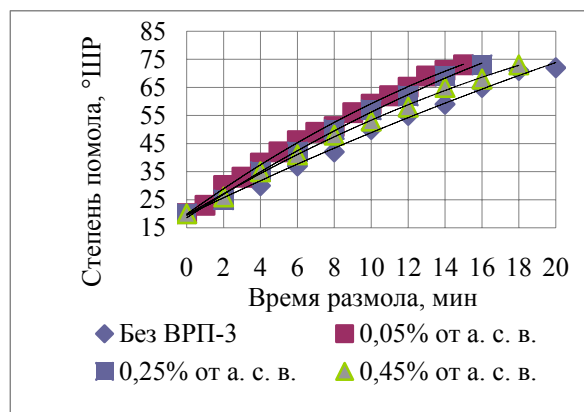 Степень помола, °ШР
85
75
65
55
45
35
25
15
0 2 4 6 8 10 12 14 16 18 20
Время размола, мин
Без ВРП-3 0,05% от а. с. в.
0,25% от а. с. в. 0,45% от а. с. в.